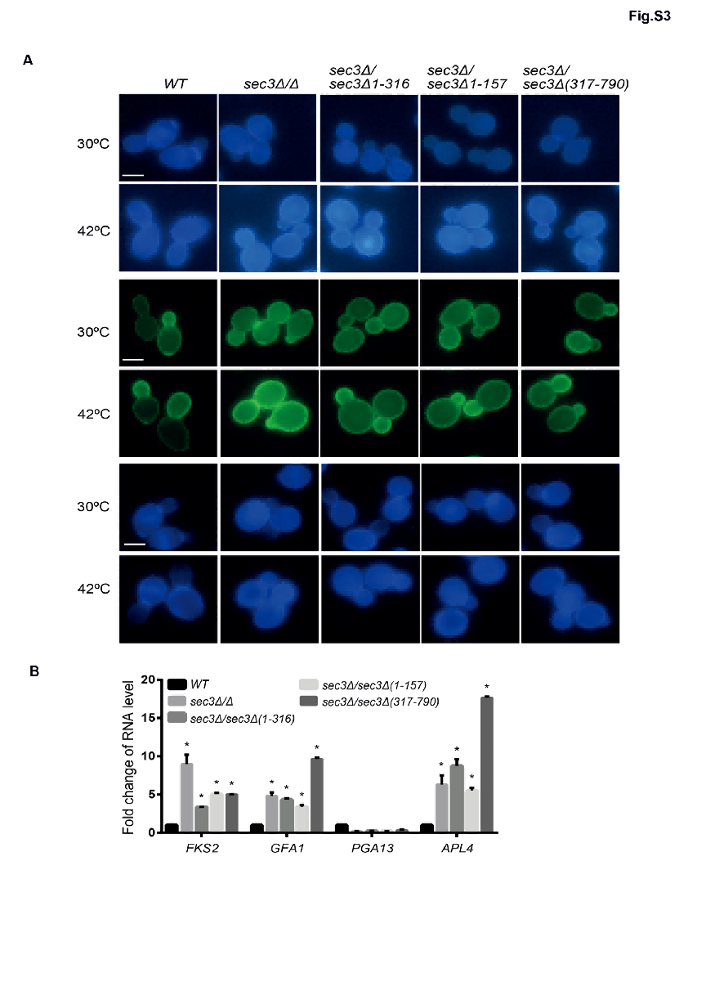 Fig.S3
A
WT
sec3Δ/Δ
sec3Δ/
sec3Δ1-316
sec3Δ/
sec3Δ1-157
sec3Δ/
sec3Δ(317-790)
30ºC
42ºC
30ºC
42ºC
30ºC
42ºC
B
Fold change of RNA level
20
15
10
5
0
WT
sec3Δ/Δ
sec3Δ/sec3Δ(1-316)
sec3Δ/sec3Δ(1-157)
sec3Δ/sec3Δ(317-790)
* * * *
* * * *
* * * *
FKS2
GFA1
PGA13
APL4